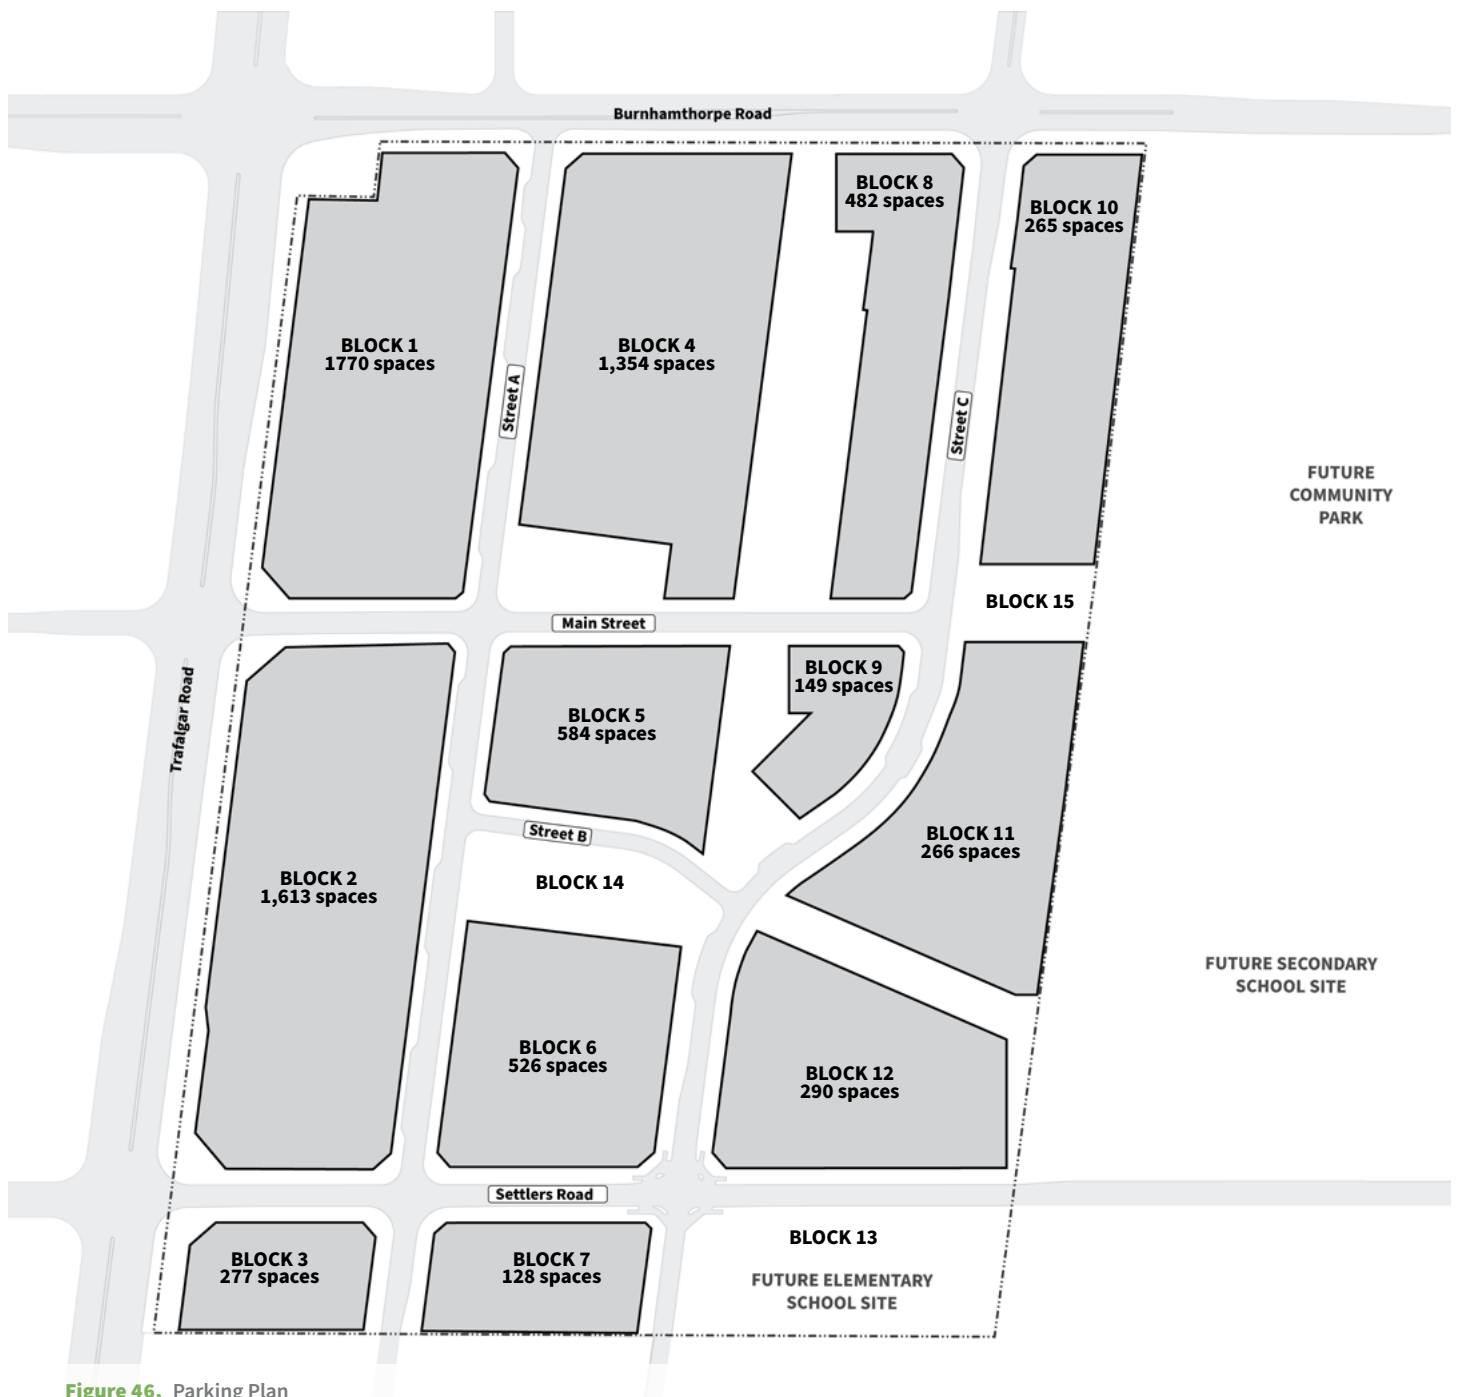 Burnhamthorpe Road
BLOCK 8
482 spaces
BLOCK 10
265 spaces
BLOCK 1
1770 spaces
BLOCK 4
1,354 spaces
Street A
Street C
FUTURE
COMMUNITY
PARK
BLOCK 15
Main Street
Trafalgar Road
BLOCK 9
149 spaces
BLOCK 5
584 spaces
Street B
BLOCK 11
266 spaces
BLOCK 2
1,613 spaces
BLOCK 14
FUTURE SECONDARY
SCHOOL SITE
BLOCK 6
526 spaces
BLOCK 12
290 spaces
Settlers Road
BLOCK 3
277 spaces
BLOCK 7
128 spaces
BLOCK 13
FUTURE ELEMENTARY
SCHOOL SITE
Figure 46. Parking Plan